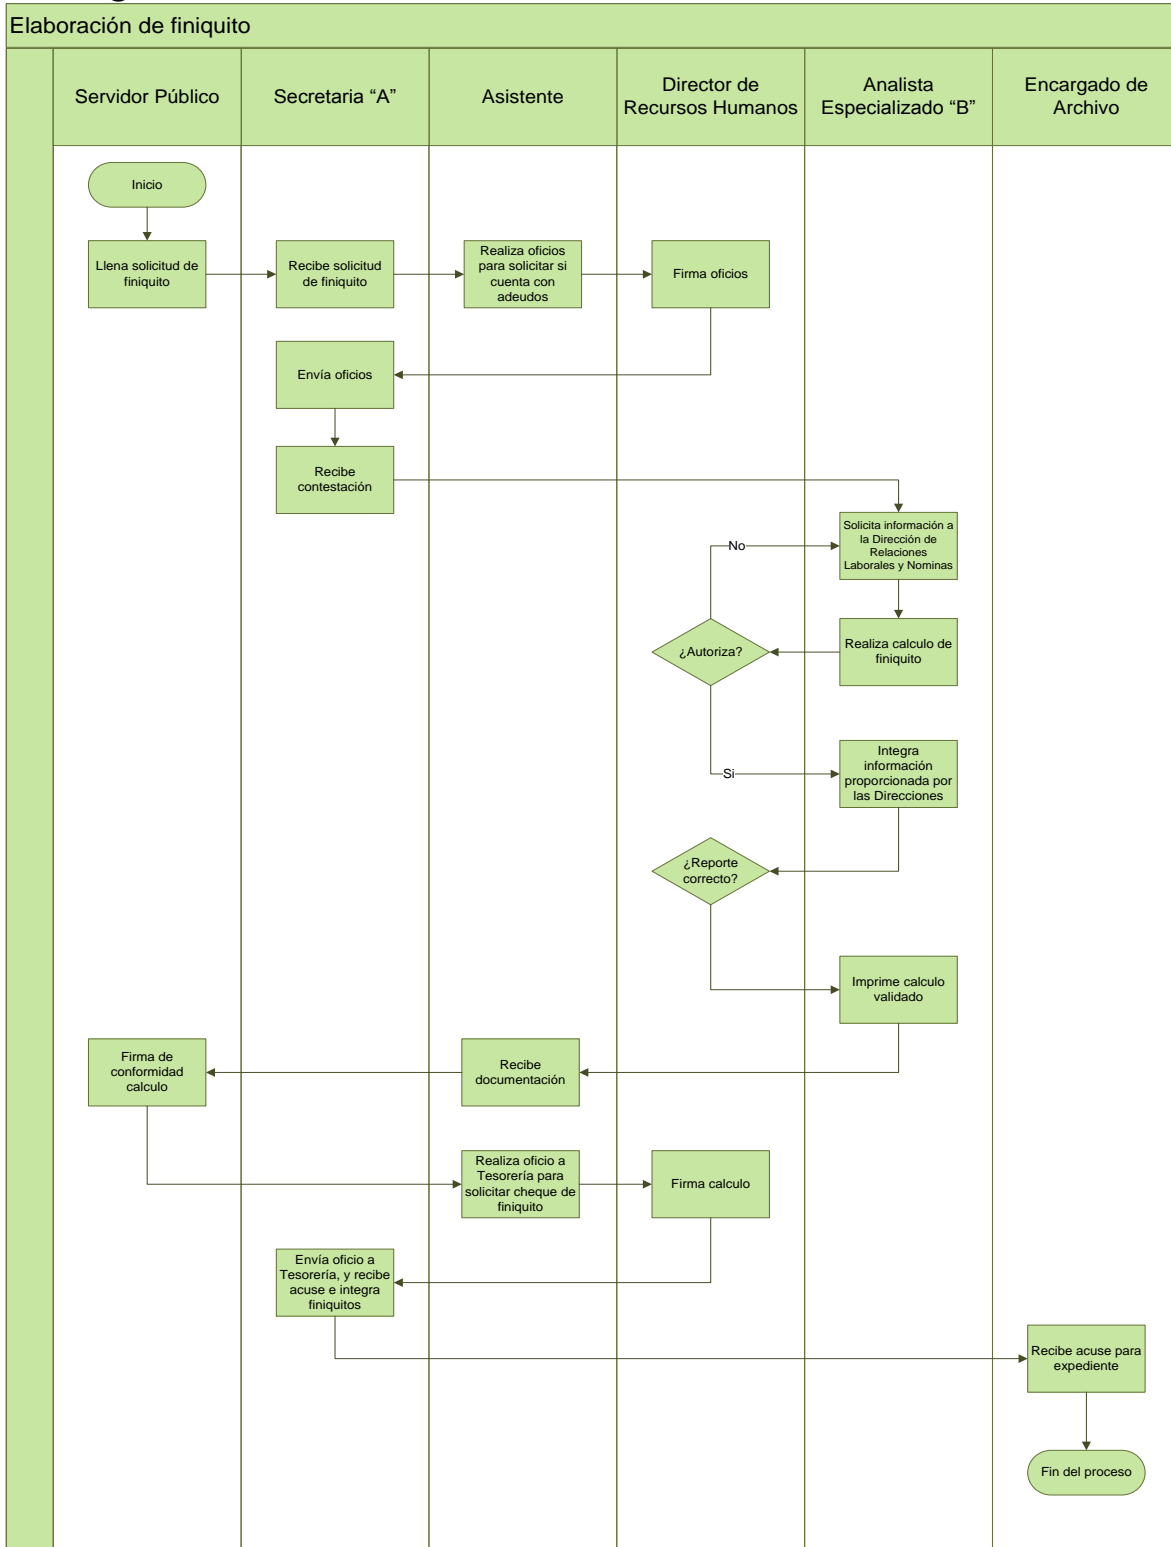 Elaboración de finiquito
Servidor Público
Secretaria “A”
Asistente
Director de
Recursos Humanos
Analista
Especializado “B”
Encargado de
Archivo
Inicio
Llena solicitud de
finiquito
Recibe solicitud
de finiquito
Realiza oficios
para solicitar si
cuenta con
adeudos
Firma oficios
Envía oficios
Recibe
contestación
Solicita información a
la Dirección de
Relaciones
Laborales y Nominas
No
¿Autoriza?
Realiza calculo de
finiquito
Si
Integra
información
proporcionada por
las Direcciones
¿Reporte
correcto?
Imprime calculo
validado
Firma de
conformidad
calculo
Recibe
documentación
Realiza oficio a
Tesorería para
solicitar cheque de
finiquito
Firma calculo
Envía oficio a
Tesorería, y recibe
acuse e integra
finiquitos
Recibe acuse para
expediente
Fin del proceso